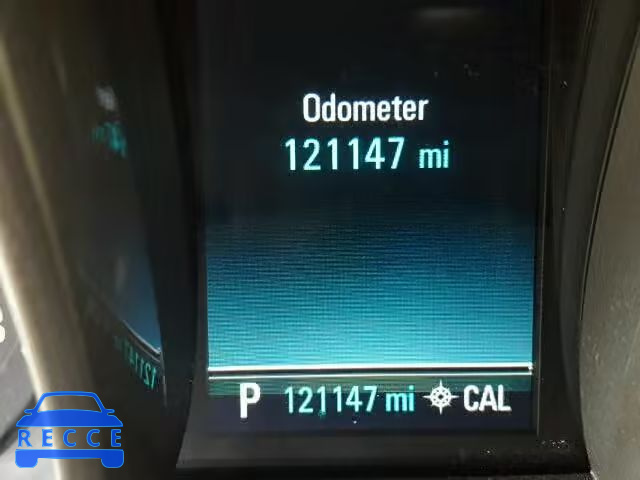 Odometer
121147 mi
P 121147 mi CAL
RECCE